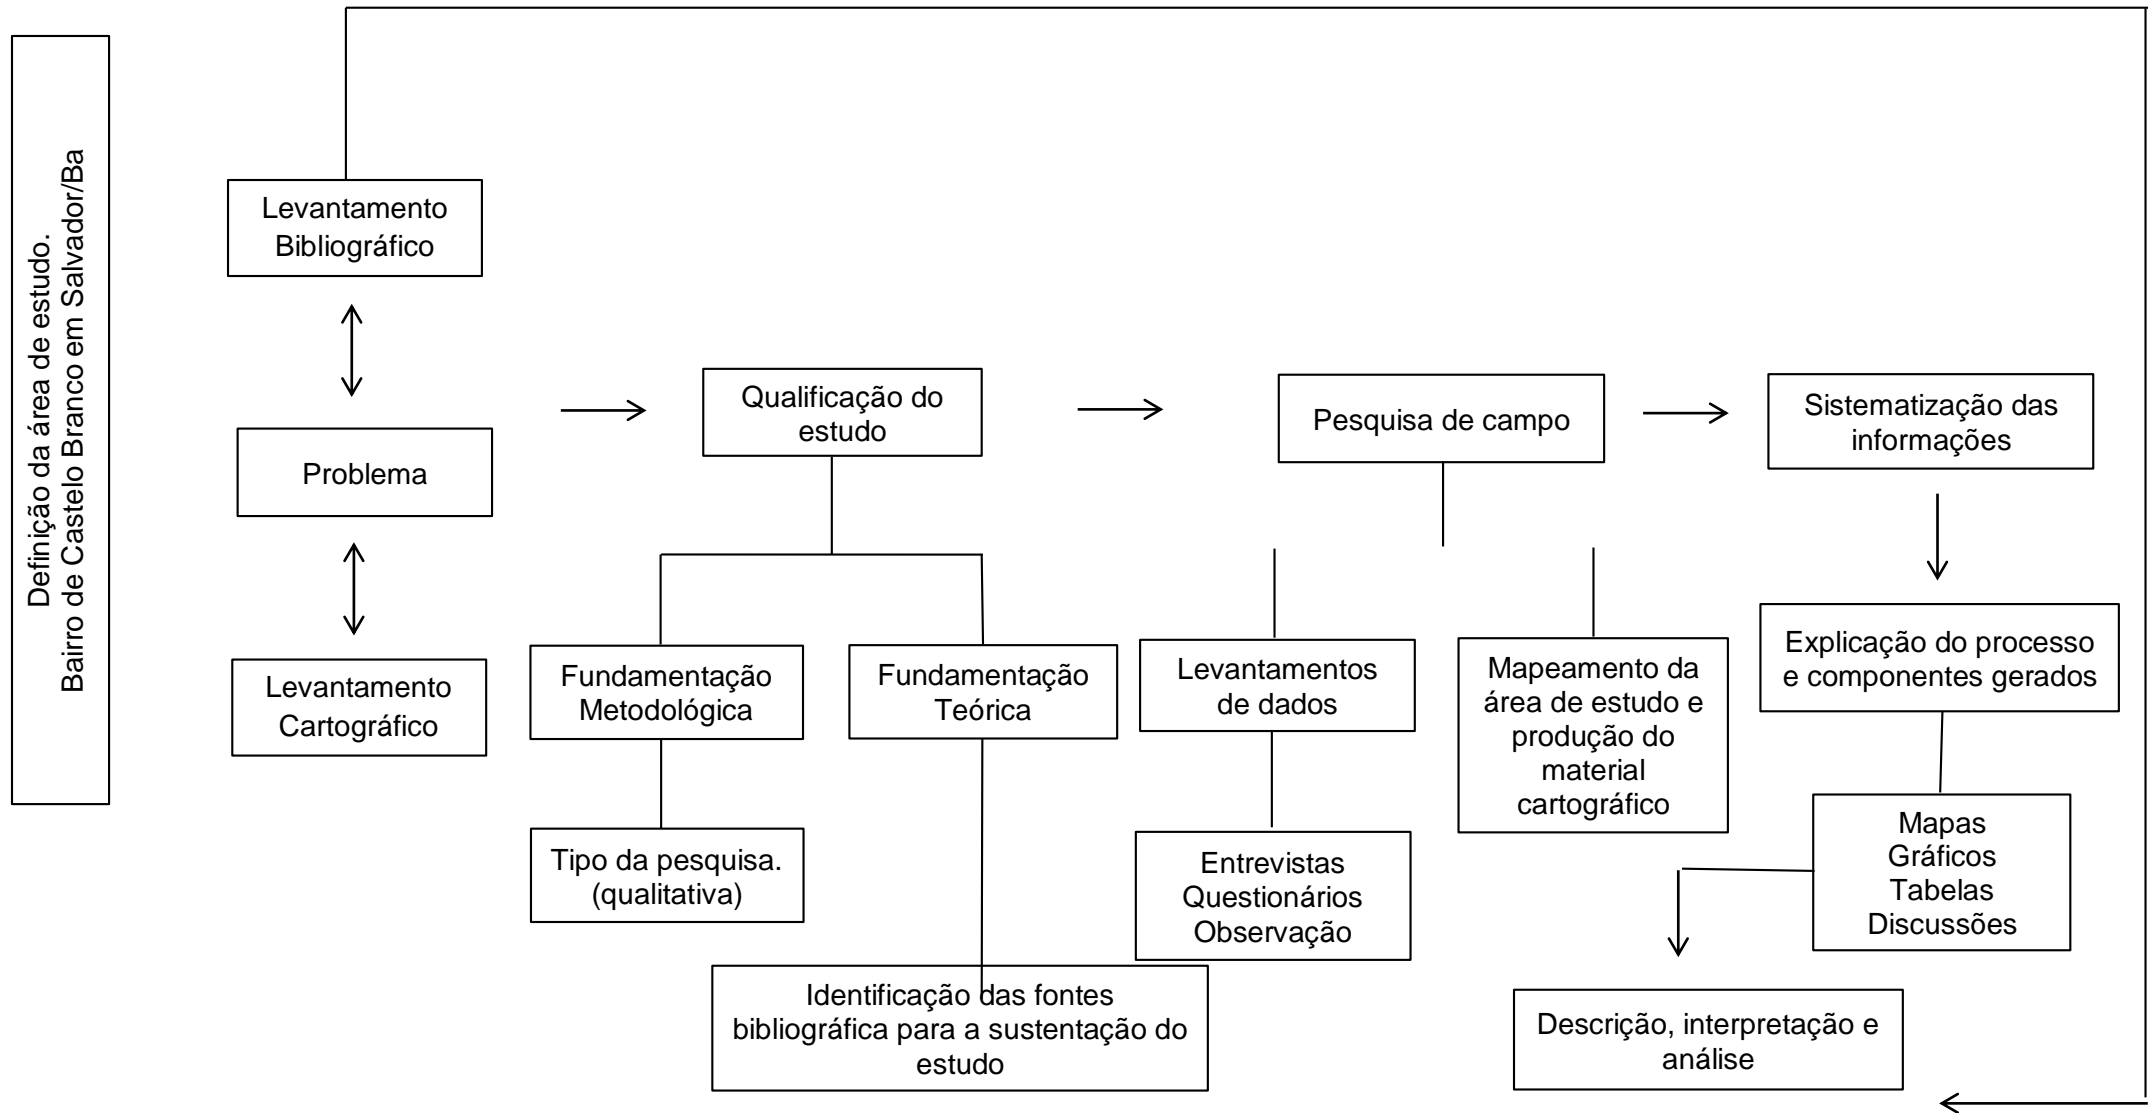 Definição da área de estudo.
Bairro de Castelo Branco em Salvador/Ba
Levantamento
Bibliográfico
Problema
Levantamento
Cartográfico
Qualificação do
estudo
Fundamentação
Metodológica
Tipo da pesquisa.
(qualitativa)
Fundamentação
Teórica
Identificação das fontes
bibliográfica para a sustentação do
estudo
Pesquisa de campo
Levantamentos
de dados
Entrevistas
Questionários
Observação
Mapeamento da
área de estudo e
produção do
material
cartográfico
Sistematização das
informações
Explicação do processo
e componentes gerados
Mapas
Gráficos
Tabelas
Discussões
Descrição, interpretação e
análise